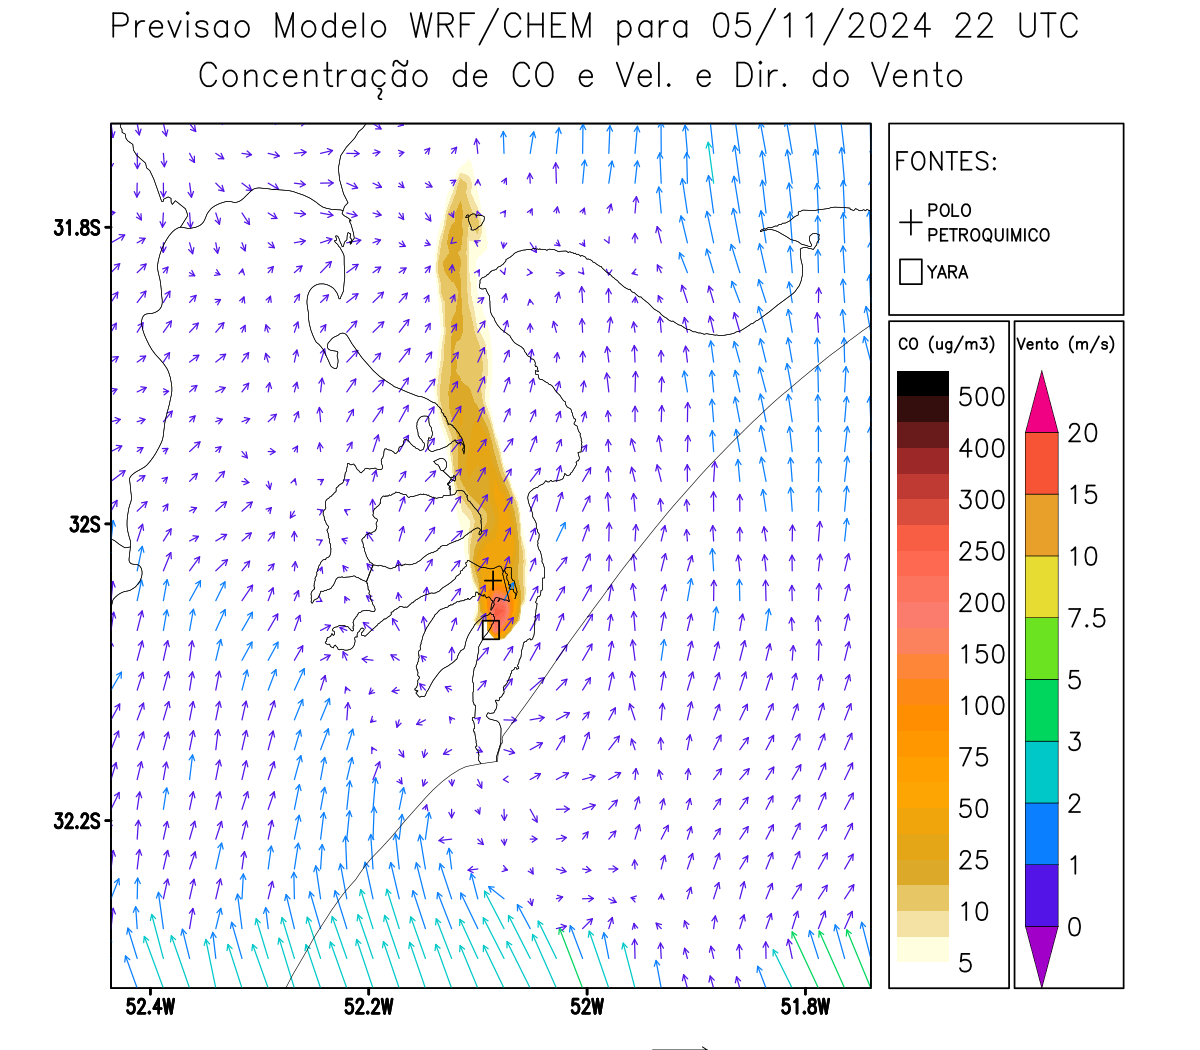 Previsao Modelo WRF/CHEM para 05/11/2024 22 UTC
Concentração de CO e Vel. e Dir. do Vento
FONTES:
POLO
PETROQUIMICO
YARA
CO (ug/m3)
500
400
300
250
200
150
100
75
50
25
10
5
Vento (m/s)
20
15
10
7.5
5
3
2
1
0
31.8S
32S
32.2S
52.4W
52.2W
52W
51.8W